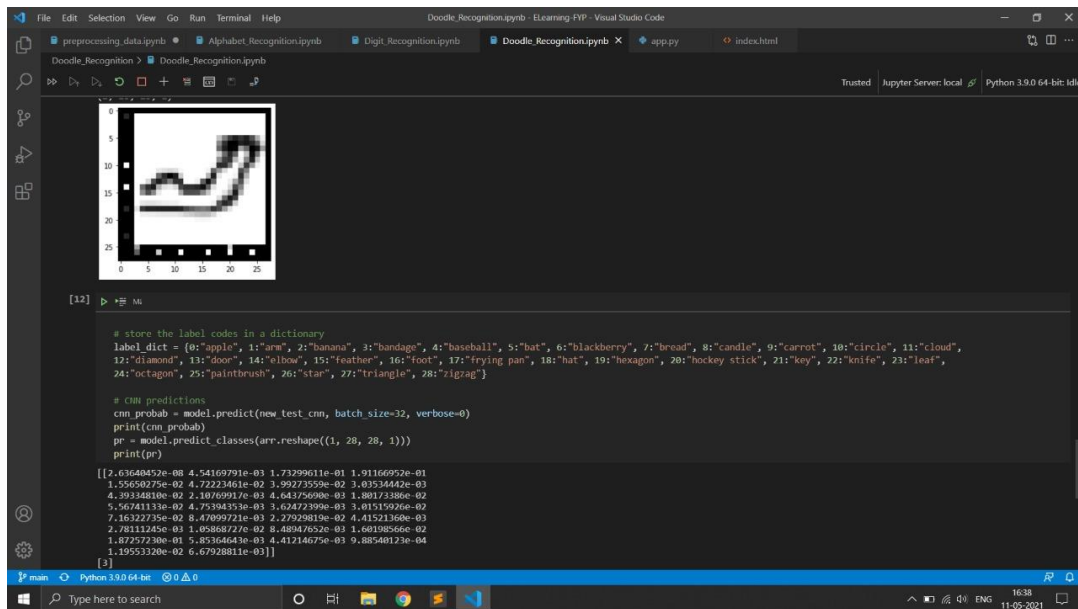 File Edit Selection View Go Run Terminal Help Doodle_Recognition.ipynb - ELearning-FYP - Visual Studio Code
preprocessing_data.ipynb Alphabet_Recognition.ipynb Digit_Recognition.ipynb Doodle_Recognition.ipynb app.py index.html
Doodle_Recognition > Doodle_Recognition.ipynb
Trusted Jupyter Server: local Python 3.9.0 64-bit: Idle
0
5
10
15
20
25
0 5 10 15 20 25
[12] M↓
# store the label codes in a dictionary
label_dict = {0:"apple", 1:"arm", 2:"banana", 3:"bandage", 4:"baseball", 5:"bat", 6:"blackberry", 7:"bread", 8:"candle", 9:"carrot", 10:"circle", 11:"cloud",
12:"diamond", 13:"door", 14:"elbow", 15:"feather", 16:"foot", 17:"frying pan", 18:"hat", 19:"hexagon", 20:"hockey stick", 21:"key", 22:"knife", 23:"leaf",
24:"octagon", 25:"paintbrush", 26:"star", 27:"triangle", 28:"zigzag"}
# CNN predictions
cnn_probab = model.predict(new_test_cnn, batch_size=32, verbose=0)
print(cnn_probab)
pr = model.predict_classes(arr.reshape((1, 28, 28, 1)))
print(pr)
[[2.63640452e-08 4.54169791e-03 1.73299611e-01 1.91166952e-01
1.55650275e-02 4.72223461e-02 3.99273559e-02 3.03534442e-03
4.39334810e-02 2.10769917e-03 4.64375690e-03 1.80173386e-02
5.56741133e-02 4.75394353e-03 3.62472399e-03 3.01515926e-02
7.16322735e-02 8.47099721e-03 2.27929819e-02 4.41521360e-03
2.78111245e-03 1.05868727e-02 8.48947652e-03 1.60198566e-02
1.87257230e-01 5.85364643e-03 4.41214675e-03 9.88540123e-04
1.19553320e-02 6.67928811e-03]]
[3]
main Python 3.9.0 64-bit 0 0
Type here to search ENG 16:38
11-05-2021